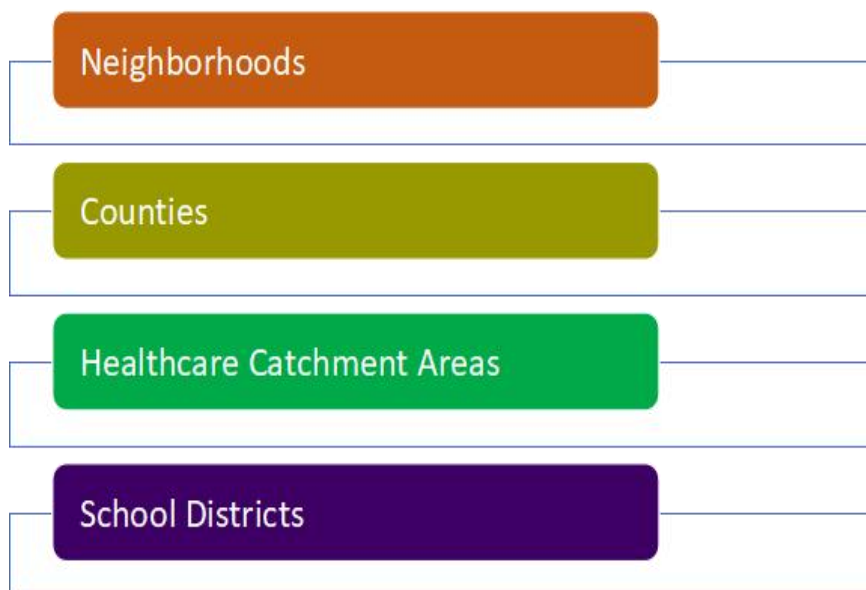 Neighborhoods
Counties
Healthcare Catchment Areas
School Districts